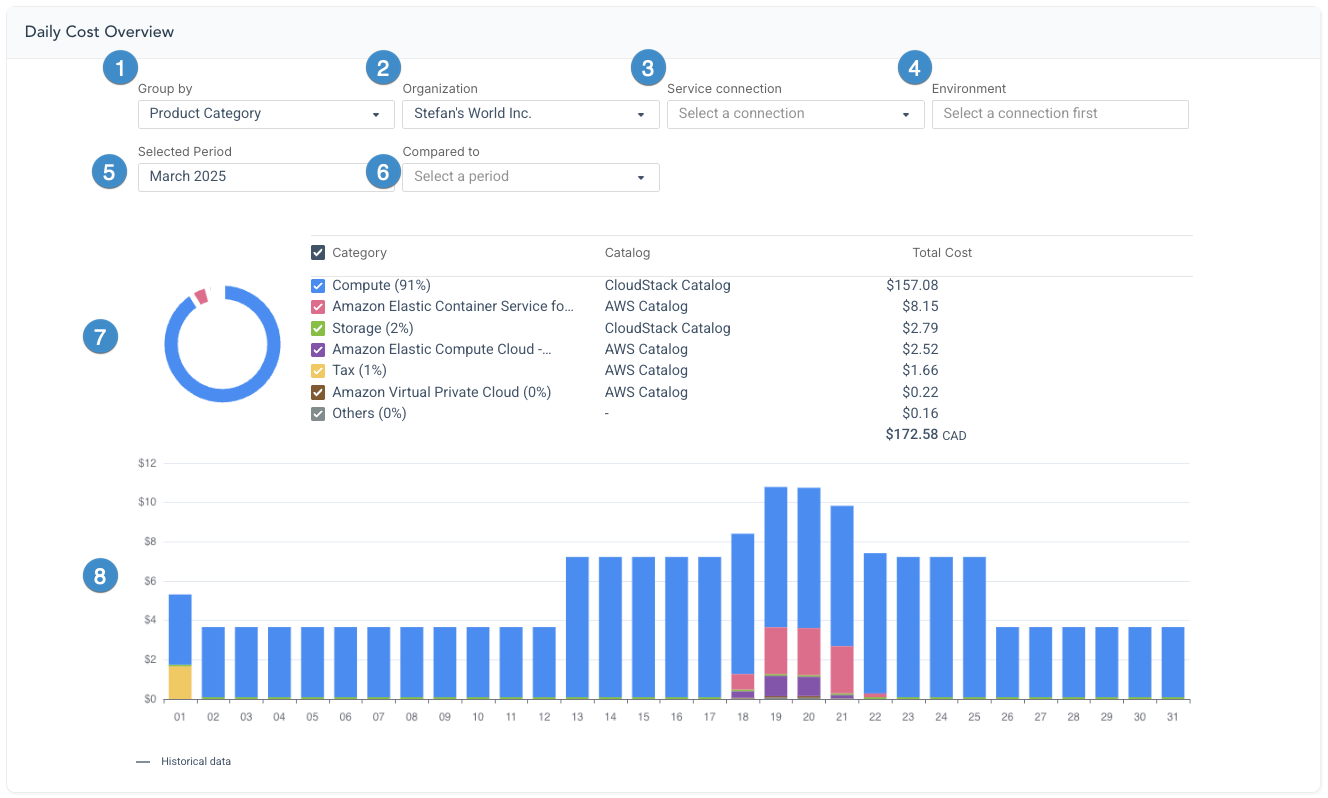 Daily Cost Overview
1 2 3 4
Group by Organization Service connection Environment
Product Category Stefan's World Inc. Select a connection Select a connection first
5 Selected Period 6 Compared to
March 2025 Select a period
Category Catalog Total Cost
Compute (91%) CloudStack Catalog $157.08
Amazon Elastic Container Service fo... AWS Catalog $8.15
Storage (2%) CloudStack Catalog $2.79
7
Amazon Elastic Compute Cloud -... AWS Catalog $2.52
Tax (1%) AWS Catalog $1.66
Amazon Virtual Private Cloud (0%) AWS Catalog $0.22
Others (0%) - $0.16
$172.58 CAD
$12
$10
$8
8
$6
$4
$2
$0
01 02 03 04 05 06 07 08 09 10 11 12 13 14 15 16 17 18 19 20 21 22 23 24 25 26 27 28 29 30 31
Historical data